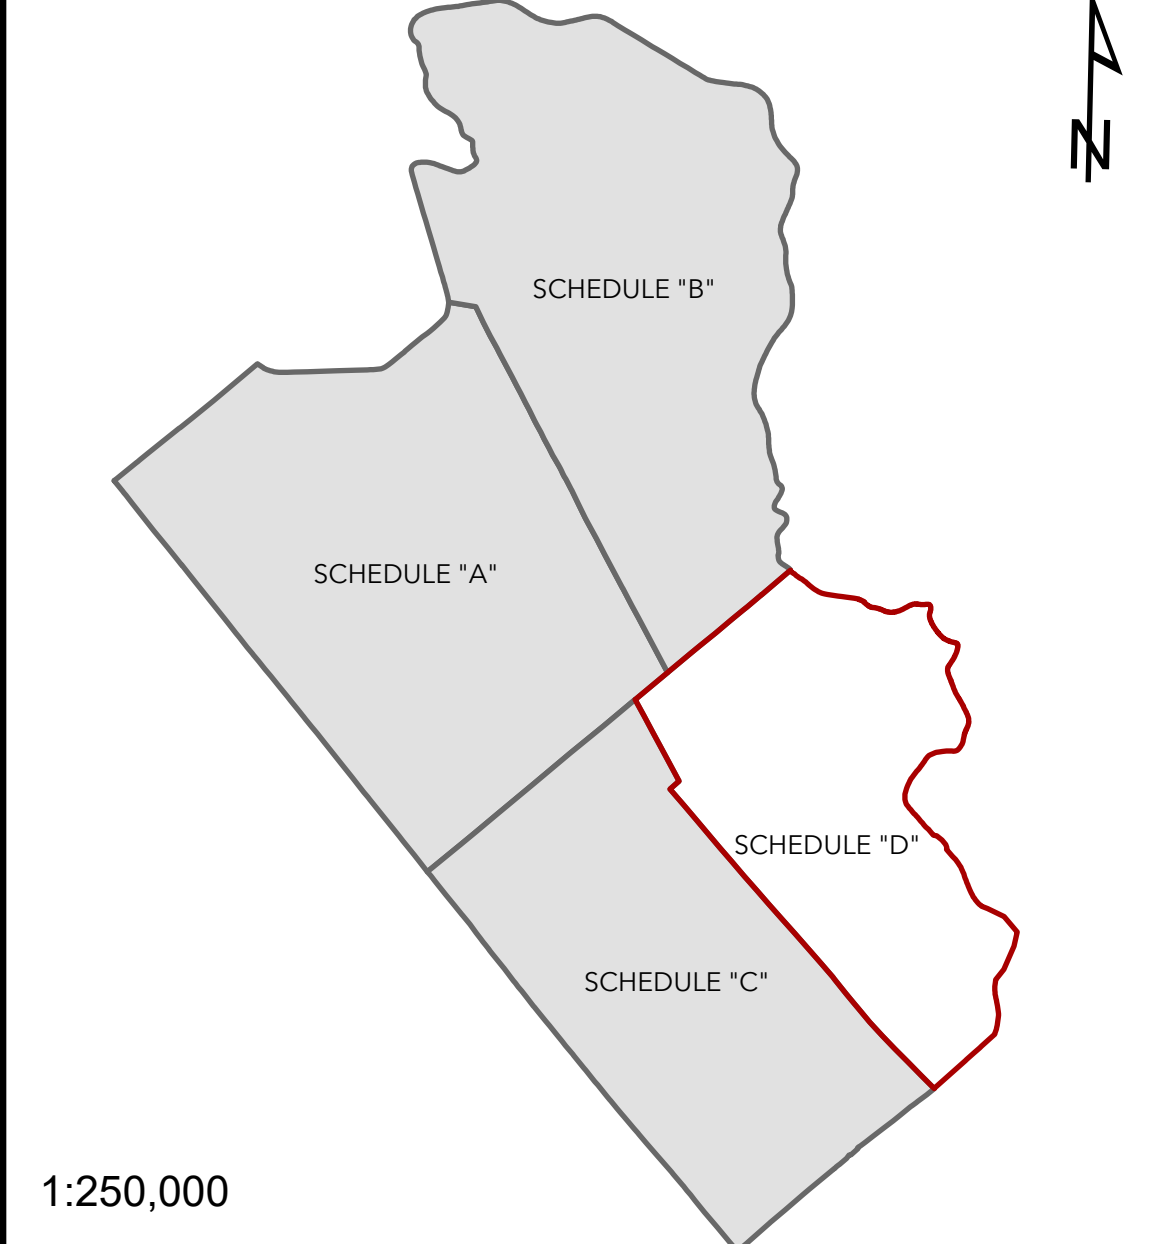 N
SCHEDULE "B"
SCHEDULE "A"
SCHEDULE "D"
SCHEDULE "C"
1:250,000